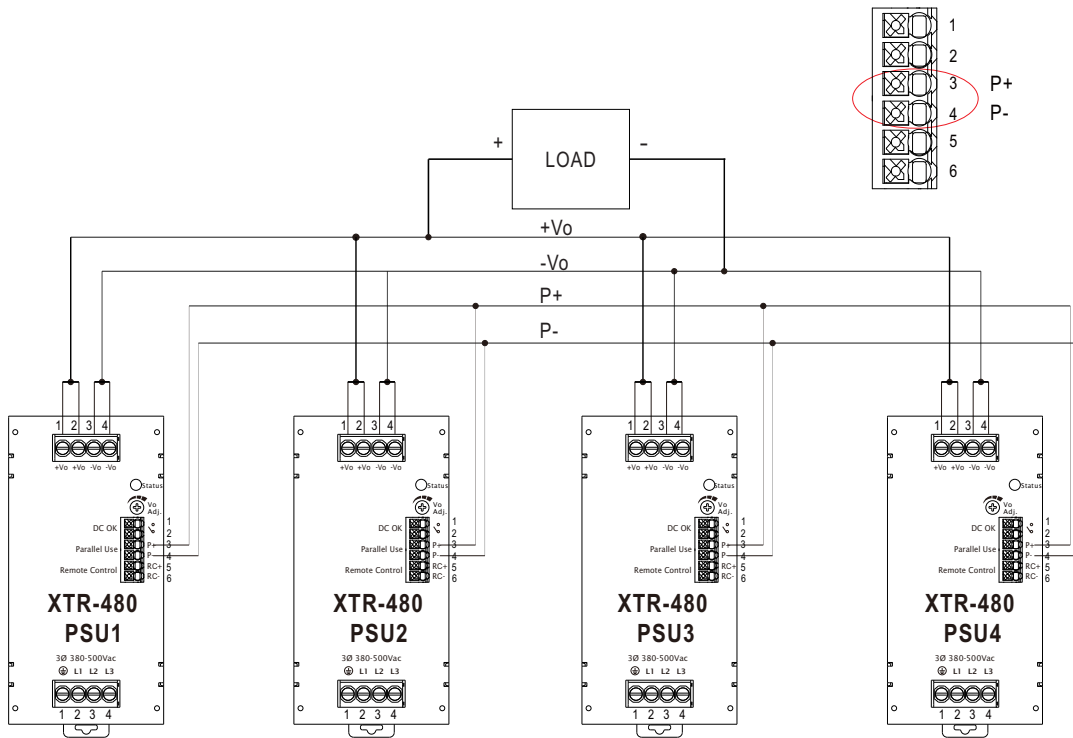 1
2
3 P+
4 P-
5
6
+ LOAD -
+Vo
-Vo
P+
P-
1 2 3 4
+Vo +Vo -Vo -Vo
Status
Vo
Adj.
DC OK
1
2
Parallel Use
P+ 3
P- 4
Remote Control
RC+ 5
RC- 6
XTR-480
PSU1
3Ø 380-500Vac
L1 L2 L3
1 2 3 4
1 2 3 4
+Vo +Vo -Vo -Vo
Status
Vo
Adj.
DC OK
1
2
Parallel Use
P+ 3
P- 4
Remote Control
RC+ 5
RC- 6
XTR-480
PSU2
3Ø 380-500Vac
L1 L2 L3
1 2 3 4
1 2 3 4
+Vo +Vo -Vo -Vo
Status
Vo
Adj.
DC OK
1
2
Parallel Use
P+ 3
P- 4
Remote Control
RC+ 5
RC- 6
XTR-480
PSU3
3Ø 380-500Vac
L1 L2 L3
1 2 3 4
1 2 3 4
+Vo +Vo -Vo -Vo
Status
Vo
Adj.
DC OK
1
2
Parallel Use
P+ 3
P- 4
Remote Control
RC+ 5
RC- 6
XTR-480
PSU4
3Ø 380-500Vac
L1 L2 L3
1 2 3 4